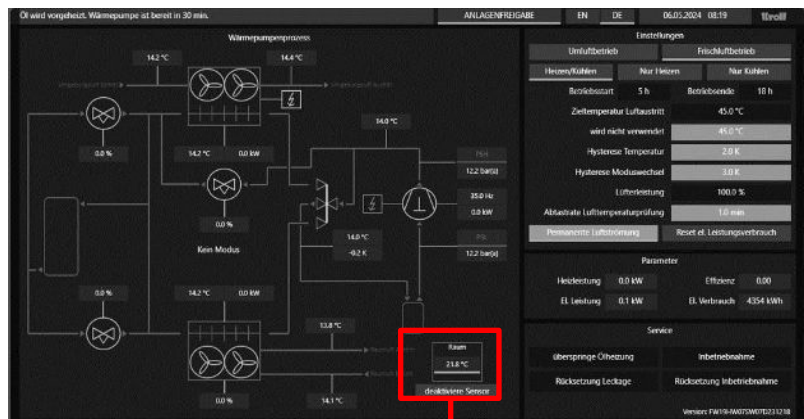 Öl wird vorgeheizt. Wärmepumpe ist bereit in 30 min.
ANLAGENFREIGABE
EN DE
06.05.2024 08:19
Kroll
Wärmepumpenprozess
14.2 °C
14.4 °C
0.0 %
14.2 °C 0.0 kW
14.0 °C
12.2 bar(a)
35.0 Hz
0.0 kW
0.0 %
Kein Modus
14.0 °C
-0.2 K
12.2 bar(a)
0.0 %
14.2 °C 0.0 kW
13.8 °C
Raum
21.8 °C
deaktiviere Sensor
0.0 %
14.1 °C
Einstellungen
Umluftbetrieb Frischluftbetrieb
Heizen/Kühlen Nur Heizen Nur Kühlen
Betriebsstart 5 h Betriebsende 18 h
Zieltemperatur Luftaustritt 45.0 °C
wird nicht verwendet 45.0 °C
Hysterese Temperatur 2.0 K
Hysterese Moduswechsel 3.0 K
Lüfterleistung 100.0 %
Abtastrate Lufttemperaturprüfung 1.0 min
Permanente Luftströmung Reset el. Leistungsverbrauch
Parameter
Heizleistung 0.0 kW Effizienz 0.00
El. Leistung 0.1 kW El. Verbrauch 4354 kWh
Service
überspringe Ölheizung Inbetriebnahme
Rücksetzung Leckage Rücksetzung Inbetriebnahme